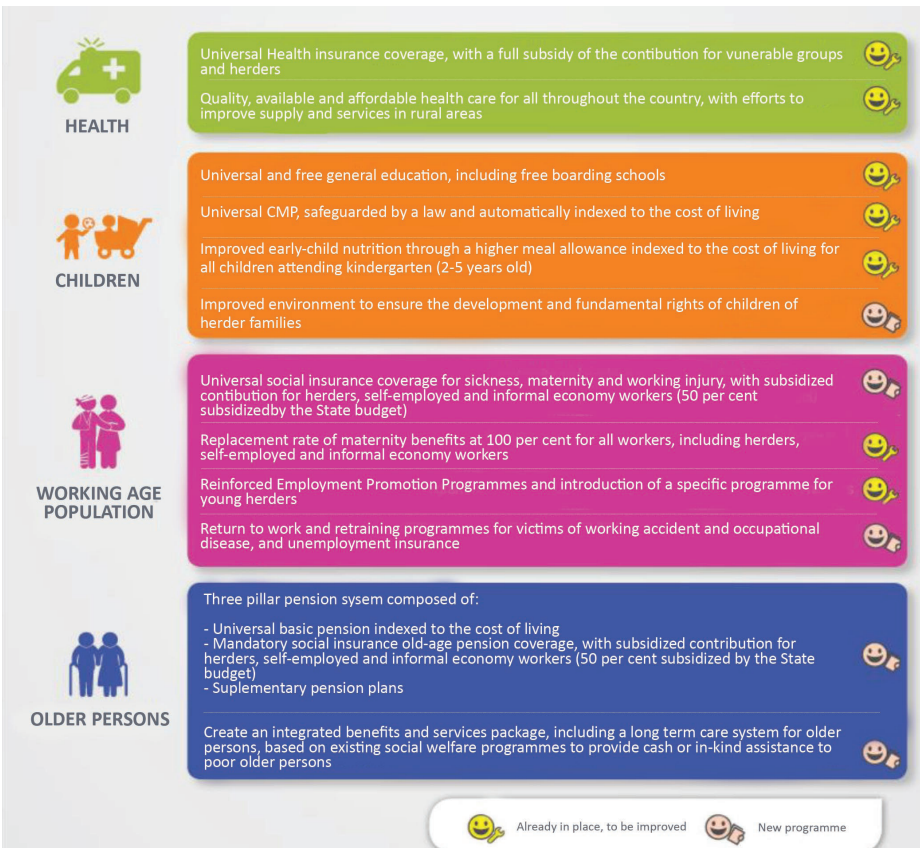 HEALTH
Universal Health insurance coverage, with a full subsidy of the contibution for vunerable groups
and herders
Quality, available and affordable health care for all throughout the country, with efforts to
improve supply and services in rural areas
CHILDREN
Universal and free general education, including free boarding schools
Universal CMP, safeguarded by a law and automatically indexed to the cost of living
Improved early-child nutrition through a higher meal allowance indexed to the cost of living for
all children attending kindergarten (2-5 years old)
Improved environment to ensure the development and fundamental rights of children of
herder families
WORKING AGE
POPULATION
Universal social insurance coverage for sickness, maternity and working injury, with subsidized
contibution for herders, self-employed and informal economy workers (50 per cent
subsidizedby the State budget)
Replacement rate of maternity benefits at 100 per cent for all workers, including herders,
self-employed and informal economy workers
Reinforced Employment Promotion Programmes and introduction of a specific programme for
young herders
Return to work and retraining programmes for victims of working accident and occupational
disease, and unemployment insurance
OLDER PERSONS
Three pillar pension sysem composed of:
- Universal basic pension indexed to the cost of living
- Mandatory social insurance old-age pension coverage, with subsidized contribution for
herders, self-employed and informal economy workers (50 per cent subsidized by the State
budget)
- Suplementary pension plans
Create an integrated benefits and services package, including a long term care system for older
persons, based on existing social welfare programmes to provide cash or in-kind assistance to
poor older persons
Already in place, to be improved
New programme